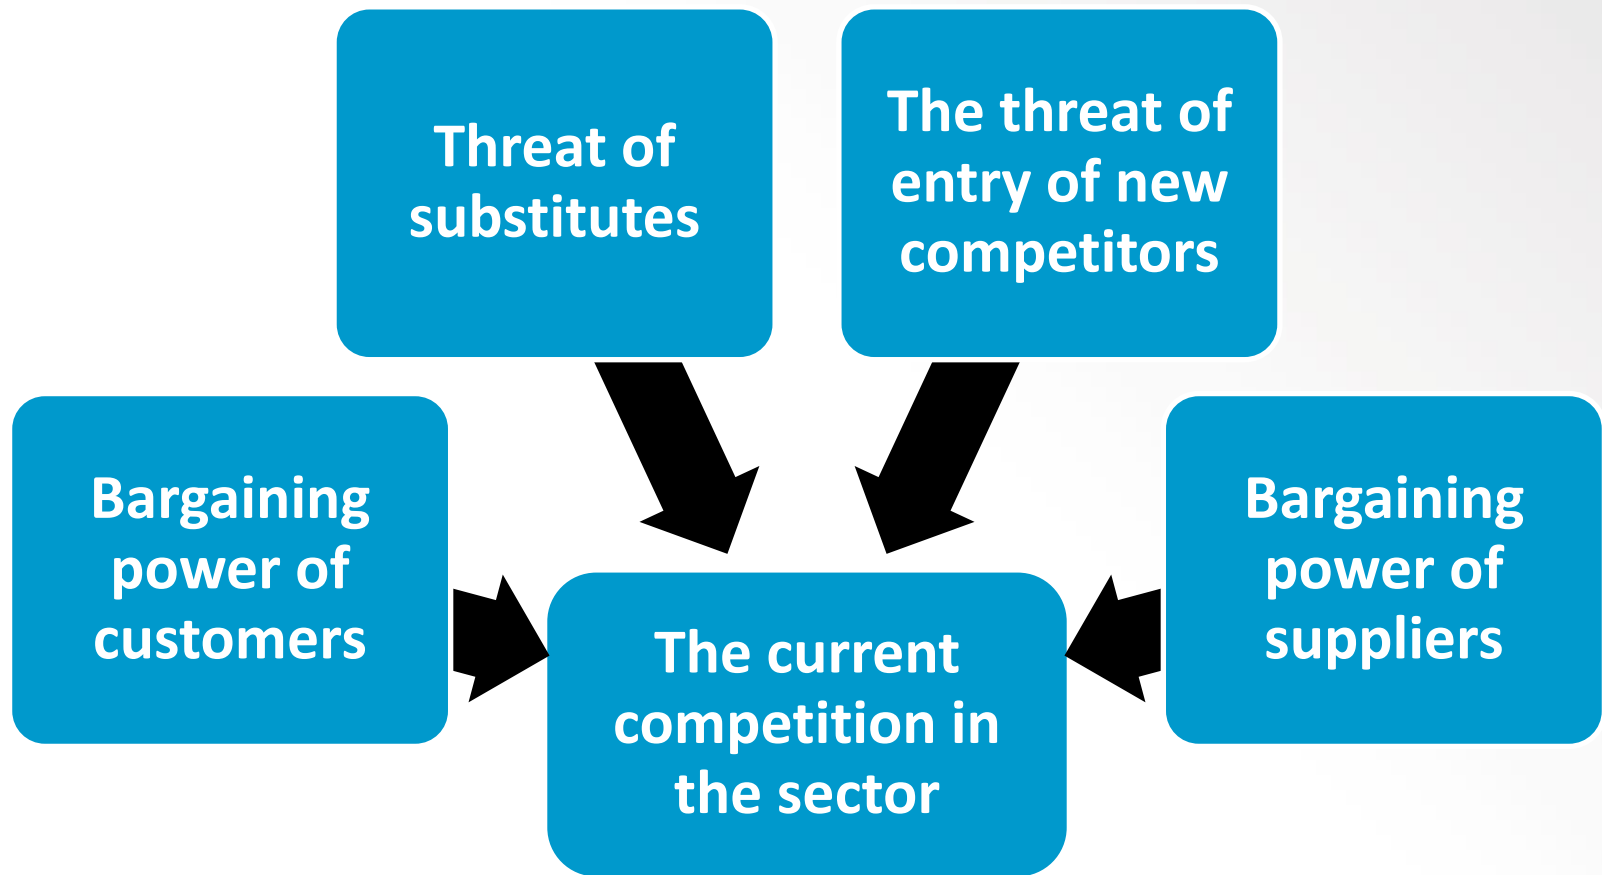 Threat of
substitutes
The threat of
entry of new
competitors
Bargaining
power of
customers
Bargaining
power of
suppliers
The current
competition in
the sector